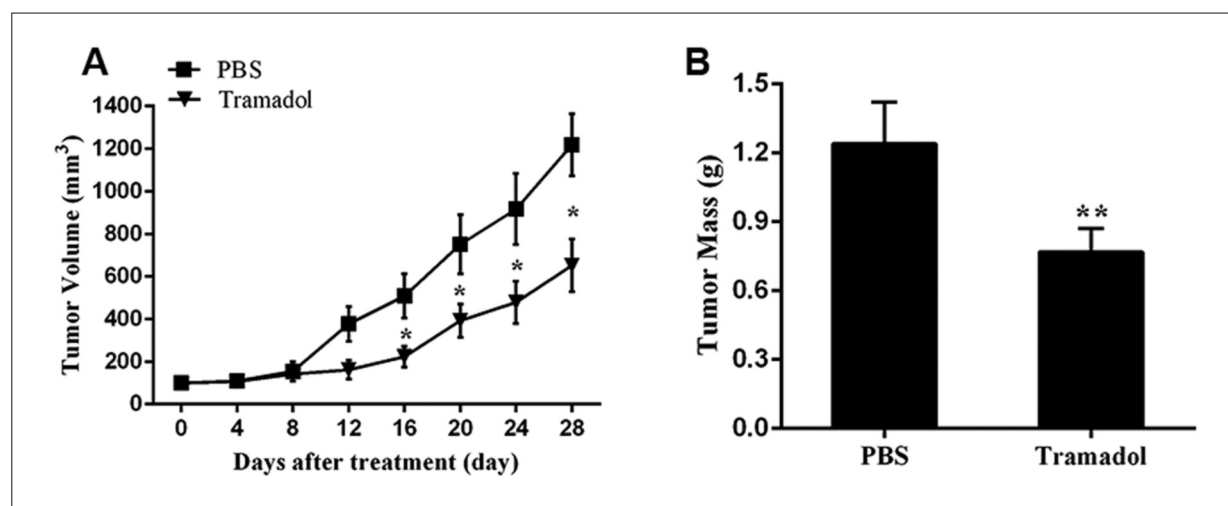 A
PBS
Tramadol
Tumor Volume (mm³)
1400
1200
1000
800
600
400
200
0
*
*
*
*
0 4 8 12 16 20 24 28
Days after treatment (day)
B
Tumor Mass (g)
1.5
1.2
0.9
0.6
0.3
0.0
**
PBS Tramadol